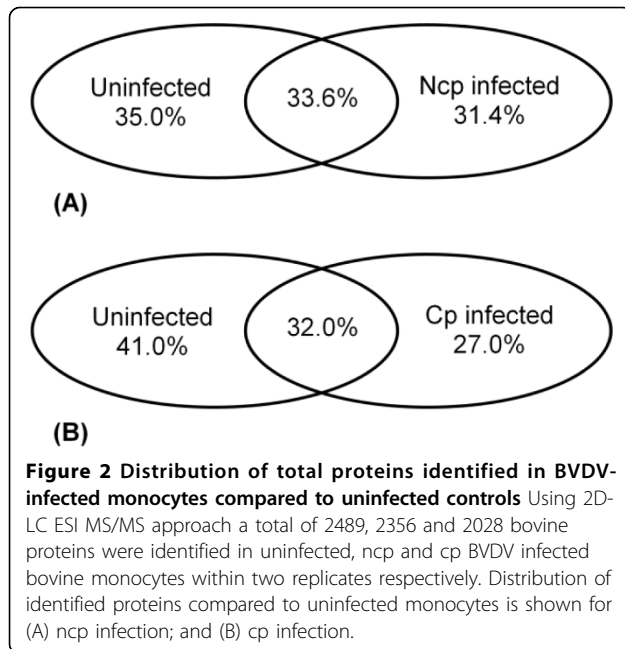 Uninfected
35.0%
33.6%
Ncp infected
31.4%
(A)
Uninfected
41.0%
32.0%
Cp infected
27.0%
(B)
Figure 2 Distribution of total proteins identified in BVDV-
infected monocytes compared to uninfected controls Using 2D-
LC ESI MS/MS approach a total of 2489, 2356 and 2028 bovine
proteins were identified in uninfected, ncp and cp BVDV infected
bovine monocytes within two replicates respectively. Distribution of
identified proteins compared to uninfected monocytes is shown for
(A) ncp infection; and (B) cp infection.